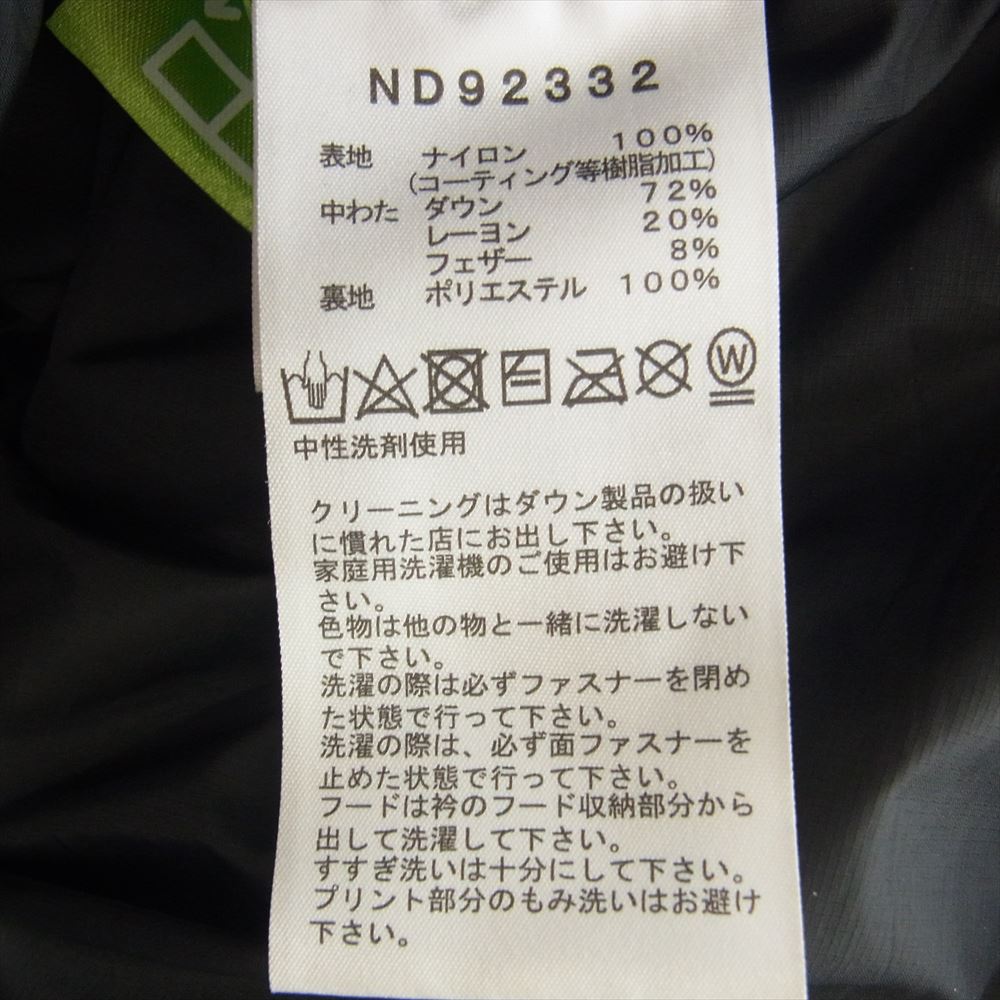 ND92332
表地 ナイロン 100%
(コーティング等樹脂加工)
中わた ダウン 72%
レーヨン 20%
フェザー 8%
裏地 ポリエステル 100%
W
中性洗剤使用
クリーニングはダウン製品の扱い
に慣れた店にお出し下さい。
家庭用洗濯機のご使用はお避け下
さい。
色物は他の物と一緒に洗濯しない
で下さい。
洗濯の際は必ずファスナーを閉め
た状態で行って下さい。
洗濯の際は、必ず面ファスナーを
止めた状態で行って下さい。
フードは衿のフード収納部分から
出して洗濯して下さい。
すすぎ洗いは十分にして下さい。
プリント部分のもみ洗いはお避け
下さい。